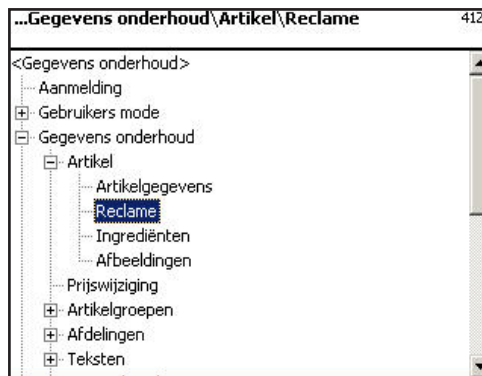 ...Gegevens onderhoud\Artikel\Reclame 412
<Gegevens onderhoud>
Aanmelding
Gebruikers mode
Gegevens onderhoud
Artikel
Artikelgegevens
Reclame
Ingrediënten
Afbeeldingen
Prijswijziging
Artikelgroepen
Afdelingen
Teksten